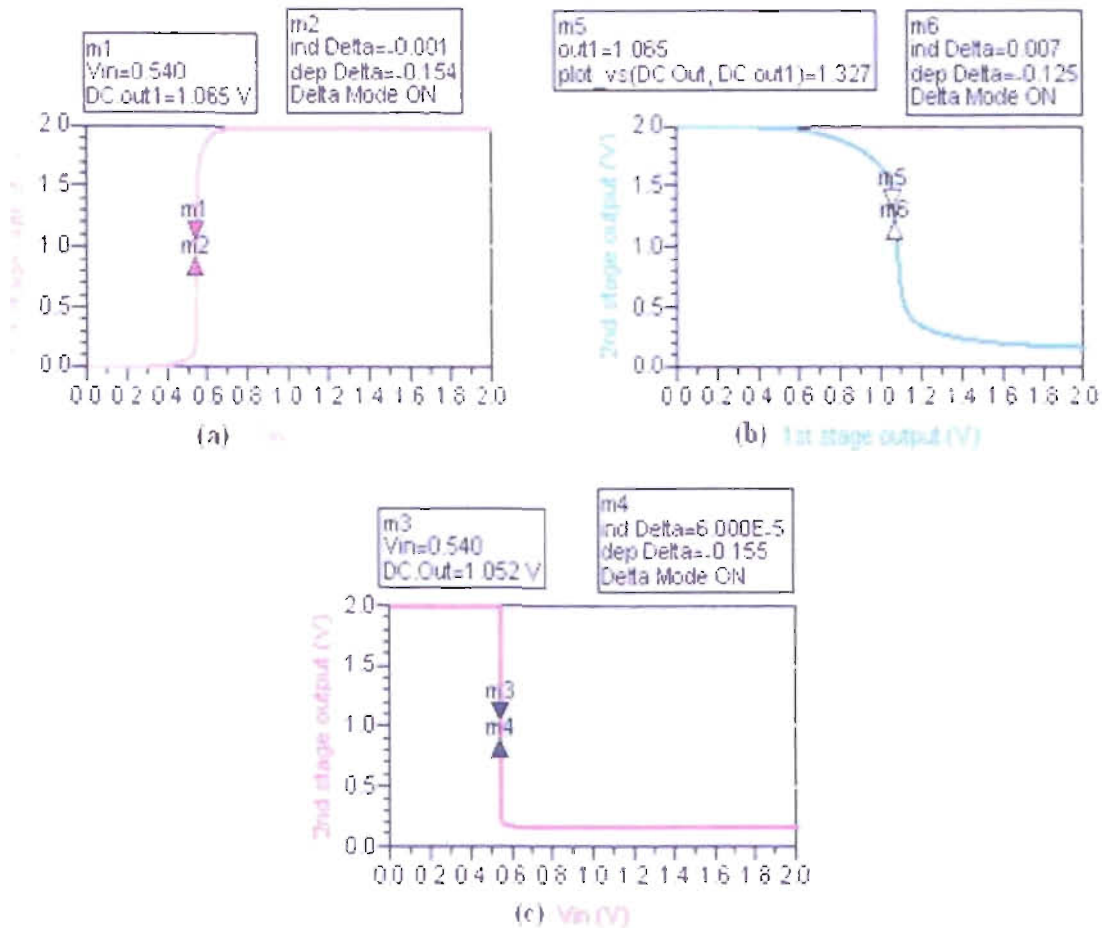 m1
Vin=0.540
DC.out1=1.065 V
m2
ind Delta=-0.001
dep Delta=-0.154
Delta Mode ON
m5
out1=1.065
plot_vs(DC.Out, DC.out1)=1.327
m6
ind Delta=0.007
dep Delta=-0.125
Delta Mode ON
2.0
1.5
1.0
0.5
0.0
m1
m2
0.0 0.2 0.4 0.6 0.8 1.0 1.2 1.4 1.6 1.8 2.0
(a)
2nd stage output (V)
2.0
1.5
1.0
0.5
0.0
m5
m6
0.0 0.2 0.4 0.6 0.8 1.0 1.2 1.4 1.6 1.8 2.0
(b) 1st stage output (V)
m3
Vin=0.540
DC.Out=1.052 V
m4
ind Delta=6.000E-5
dep Delta=-0.155
Delta Mode ON
2nd stage output (V)
2.0
1.5
1.0
0.5
0.0
m3
m4
0.0 0.2 0.4 0.6 0.8 1.0 1.2 1.4 1.6 1.8 2.0
(c) Vin (V)